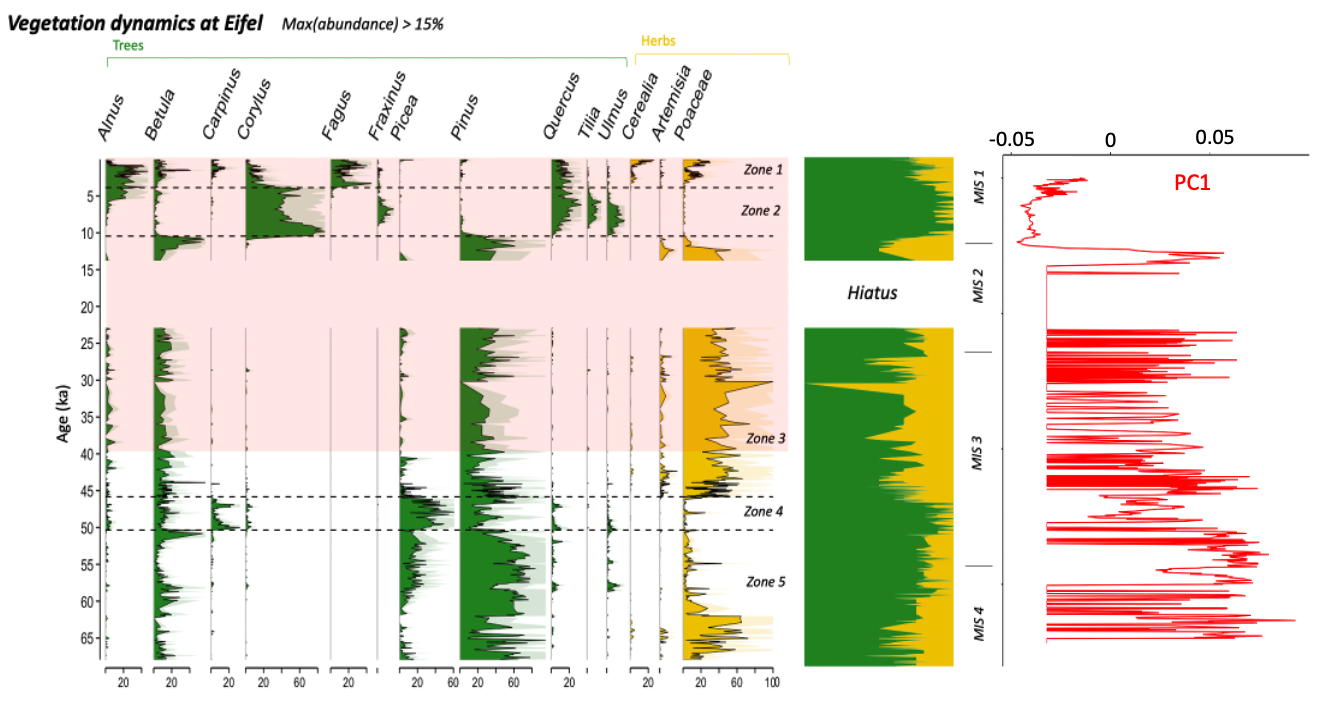 Vegetation dynamics at Eifel Max(abundance) > 15%
Trees Herbs
Alnus Betula Carpinus Corylus Fagus Fraxinus Picea Pinus Quercus Tilia Ulmus Cerealia Artemisia Poaceae
-0.05 0 0.05
PC1
Zone 1
Zone 2
Zone 3
Zone 4
Zone 5
Age (ka)
5
10
15
20
25
30
35
40
45
50
55
60
65
Hiatus
MIS 1
MIS 2
MIS 3
MIS 4
20 20 20 20 60 20 20 60 20 60 20 20 20 60 100